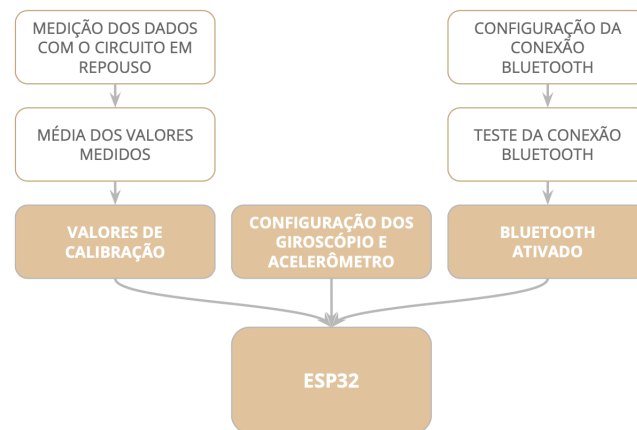 MEDIÇÃO DOS DADOS
COM O CIRCUITO EM
REPOUSO
CONFIGURAÇÃO DA
CONEXÃO
BLUETOOTH
MÉDIA DOS VALORES
MEDIDOS
TESTE DA CONEXÃO
BLUETOOTH
VALORES DE
CALIBRAÇÃO
CONFIGURAÇÃO DOS
GIROSCÓPIO E
ACELERÔMETRO
BLUETOOTH
ATIVADO
ESP32